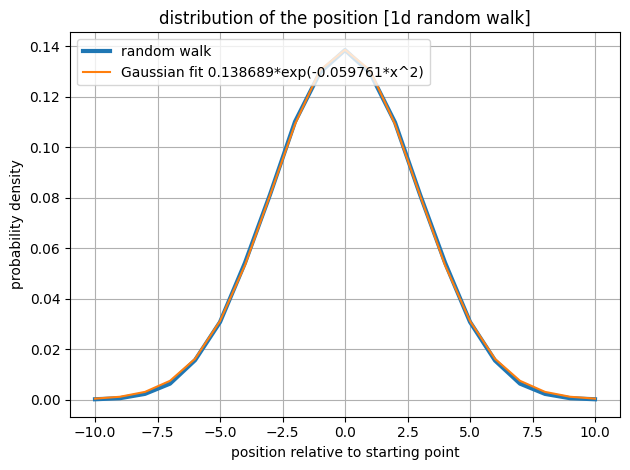 distribution of the position [1d random walk]
random walk
Gaussian fit 0.138689*exp(-0.059761*x^2)
probability density
0.14
0.12
0.10
0.08
0.06
0.04
0.02
0.00
−10.0 −7.5 −5.0 −2.5 0.0 2.5 5.0 7.5 10.0
position relative to starting point